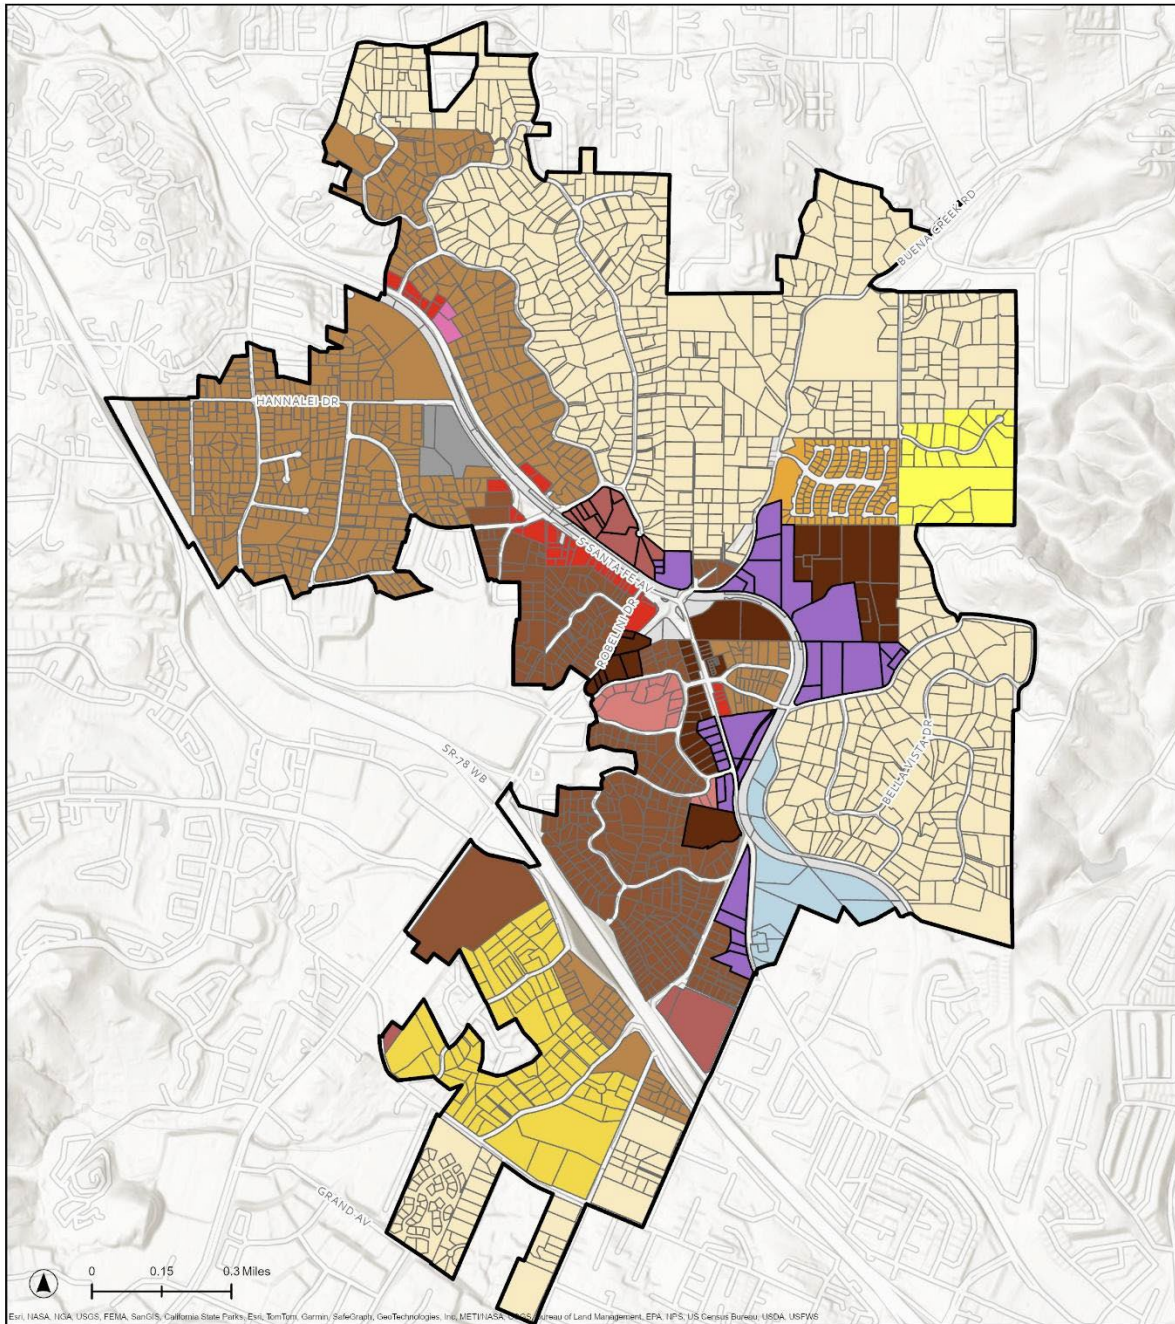 BUENA CREEK RD
HANNALEI DR
S SANTA FE AV
ROBELINI DR
BELLA VISTA DR
SR-78 WB
GRAND AV
0 0.15 0.3 Miles
Esri, NASA, NGA, USGS, FEMA, SanGIS, California State Parks, Esri, TomTom, Garmin, SafeGraph, GeoTechnologies, Inc, METI/NASA, USGS, Bureau of Land Management, EPA, NPS, US Census Bureau, USDA, USFWS